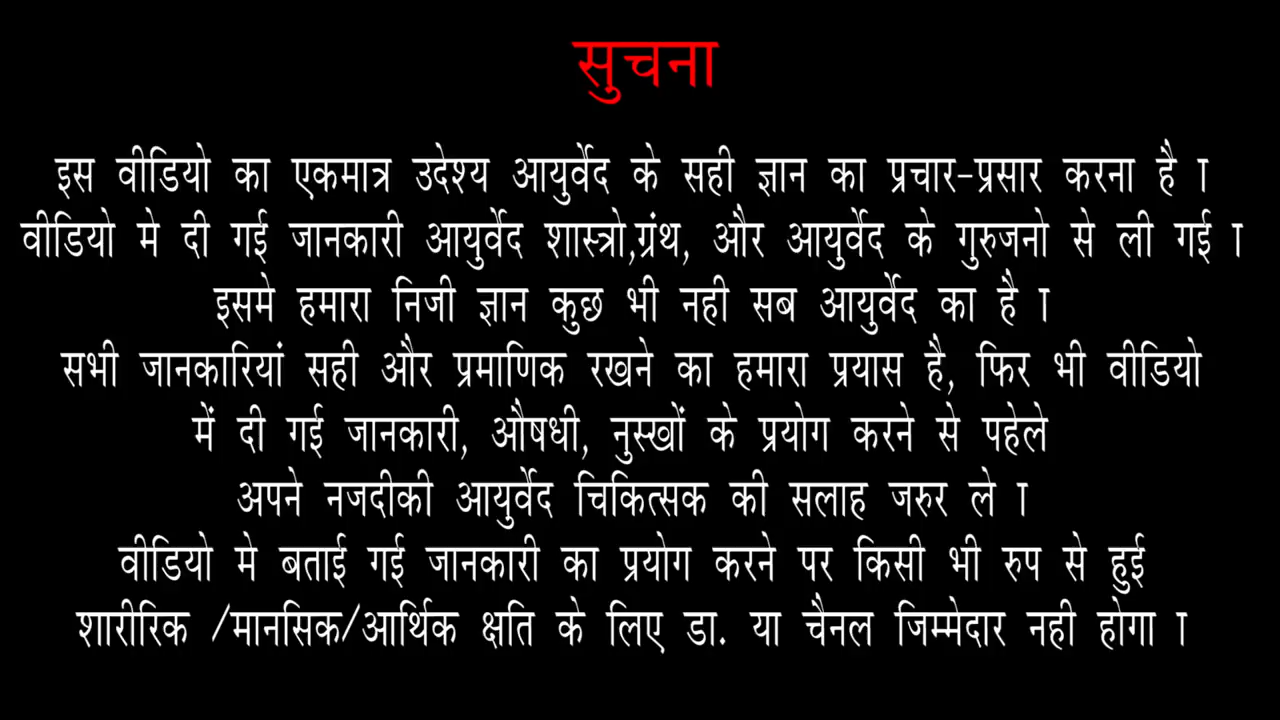 सुचना
इस वीडियो का एकमात्र उदेश्य आयुर्वेद के सही ज्ञान का प्रचार-प्रसार करना है ।
वीडियो मे दी गई जानकारी आयुर्वेद शास्त्रो,ग्रंथ, और आयुर्वेद के गुरुजनो से ली गई ।
इसमे हमारा निजी ज्ञान कुछ भी नही सब आयुर्वेद का है ।
सभी जानकारियां सही और प्रमाणिक रखने का हमारा प्रयास है, फिर भी वीडियो
में दी गई जानकारी, औषधी, नुस्खों के प्रयोग करने से पहेले
अपने नजदीकी आयुर्वेद चिकित्सक की सलाह जरुर ले ।
वीडियो मे बताई गई जानकारी का प्रयोग करने पर किसी भी रुप से हुई
शारीरिक /मानसिक/आर्थिक क्षति के लिए डा. या चैनल जिम्मेदार नही होगा ।